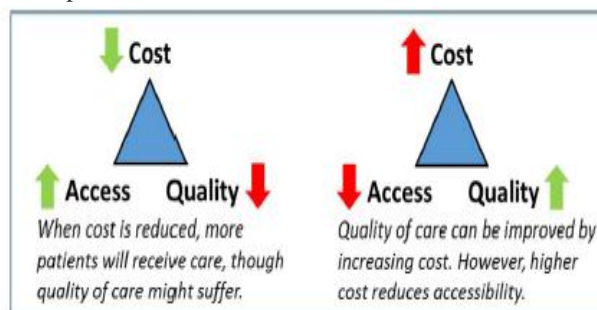 Cost
Access Quality
When cost is reduced, more
patients will receive care, though
quality of care might suffer.
Cost
Access Quality
Quality of care can be improved by
increasing cost. However, higher
cost reduces accessibility.